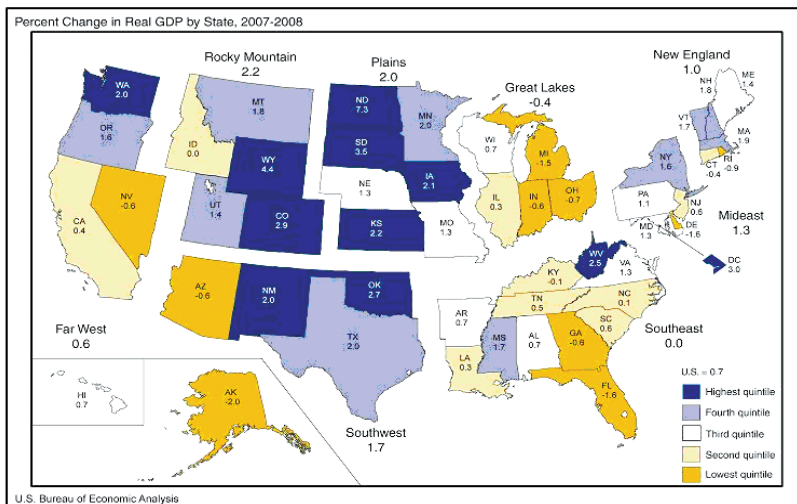 Percent Change in Real GDP by State, 2007-2008
Rocky Mountain
2.2
Plains
2.0
Great Lakes
-0.4
New England
1.0
WA
2.0
OR
1.6
CA
0.4
NV
-0.6
ID
0.0
MT
1.8
WY
4.4
UT
1.4
CO
2.9
AZ
-0.6
NM
2.0
ND
7.3
SD
3.5
NE
1.3
KS
2.2
OK
2.7
TX
2.0
MN
2.0
IA
2.1
MO
1.3
AR
0.7
LA
0.3
WI
0.7
IL
0.3
MI
-1.5
IN
-0.6
OH
-0.7
KY
-0.1
TN
0.5
MS
1.7
AL
0.7
GA
-0.6
FL
-1.6
SC
0.6
NC
0.1
VA
1.3
WV
2.5
DC
3.0
MD
1.3
DE
-1.6
NJ
0.6
PA
1.1
NY
1.6
CT
-0.4
RI
-0.9
MA
1.9
VT
1.7
NH
1.8
ME
1.4
Mideast
1.3
Far West
0.6
Southeast
0.0
Southwest
1.7
HI
0.7
AK
-2.0
U.S. = 0.7
Highest quintile
Fourth quintile
Third quintile
Second quintile
Lowest quintile
U.S. Bureau of Economic Analysis